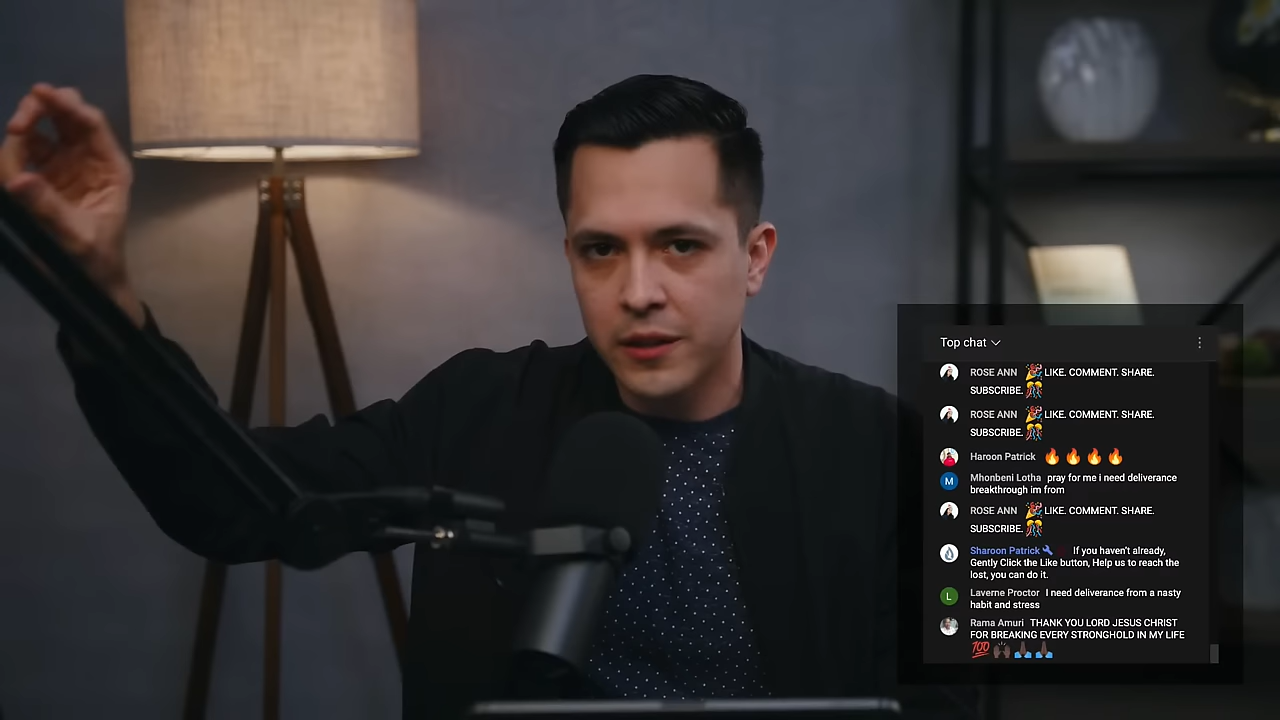 Top chat
ROSE ANN 🎉LIKE. COMMENT. SHARE.
SUBSCRIBE.🎊
ROSE ANN 🎉LIKE. COMMENT. SHARE.
SUBSCRIBE.🎊
Haroon Patrick 🔥🔥🔥🔥
Mhonbeni Lotha pray for me i need deliverance
breakthrough im from
ROSE ANN 🎉LIKE. COMMENT. SHARE.
SUBSCRIBE.🎊
Sharoon Patrick If you haven't already,
Gently Click the Like button, Help us to reach the
lost, you can do it.
L Laverne Proctor I need deliverance from a nasty
habit and stress
Rama Amuri THANK YOU LORD JESUS CHRIST
FOR BREAKING EVERY STRONGHOLD IN MY LIFE
💯🙌🏿🙏🏿🙏🏿